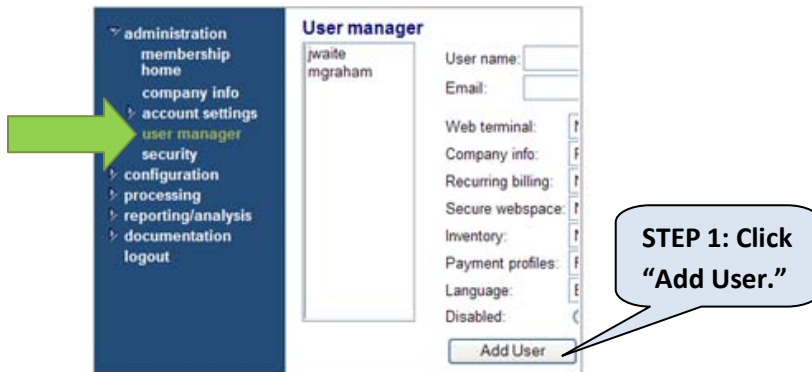 administration
membership
home
company info
account settings
user manager
security
configuration
processing
reporting/analysis
documentation
logout
User manager
jwaite
mgraham
User name:
Email:
Web terminal:
Company info:
Recurring billing:
Secure webspace:
Inventory:
Payment profiles:
Language:
Disabled:
Add User
STEP 1: Click
“Add User.”